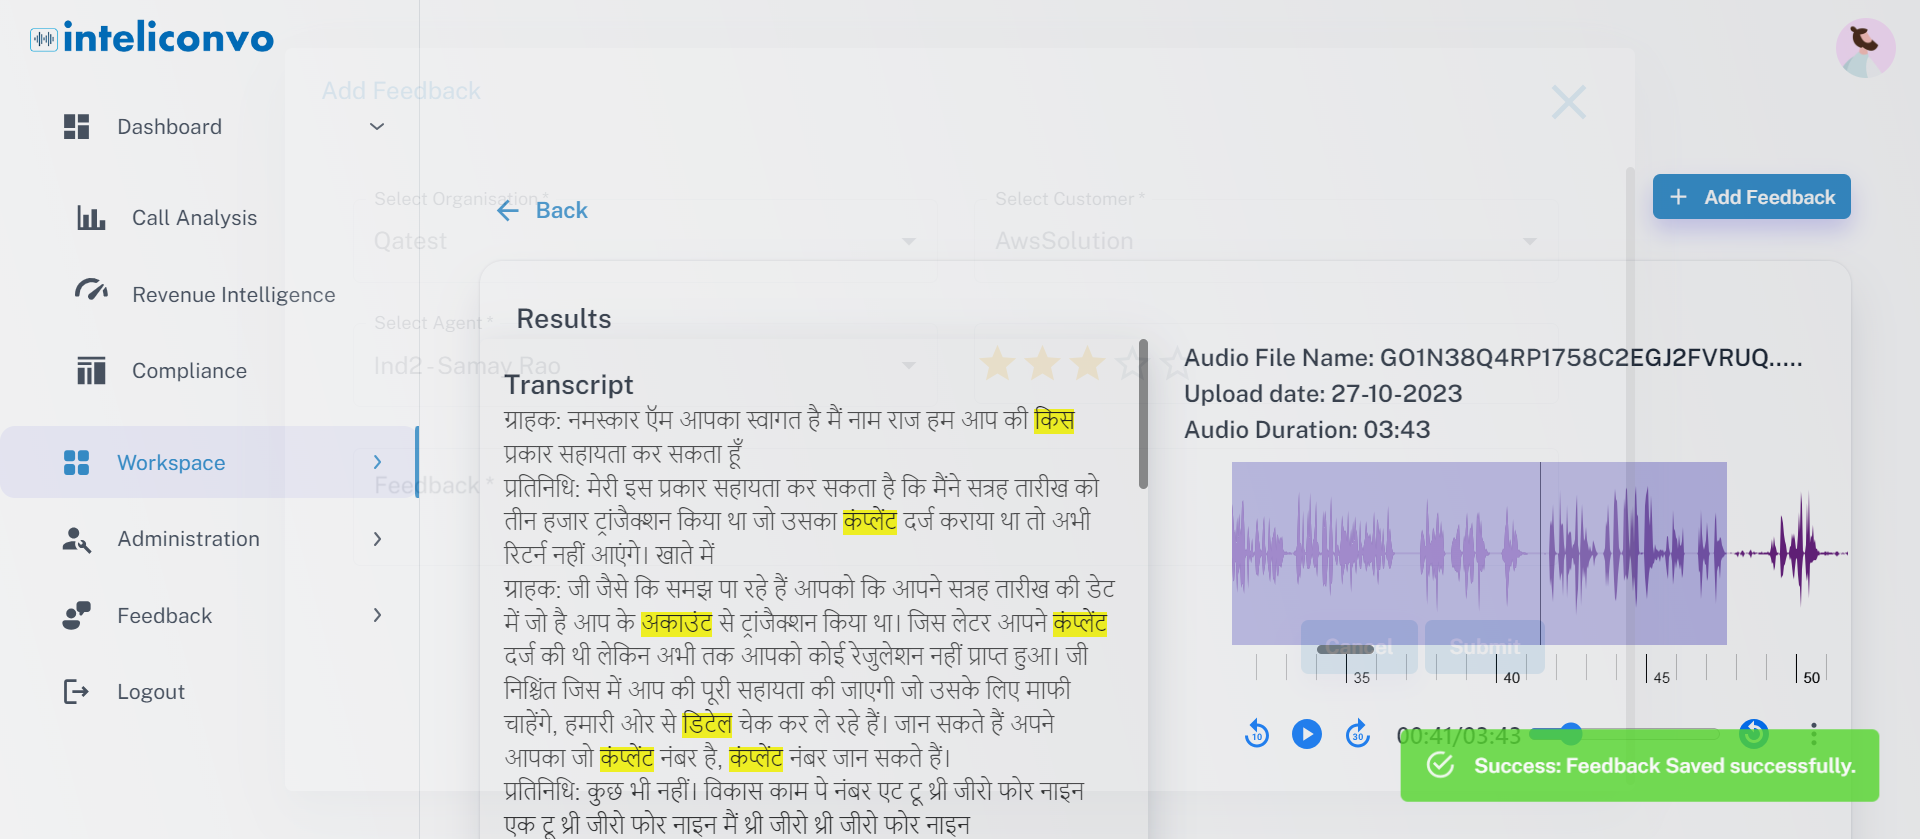 inteliconvo
Add Feedback
Dashboard
Call Analysis
Revenue Intelligence
Compliance
Workspace
Administration
Feedback
Logout
Select Organisation *
Qatest
Select Customer *
AwsSolution
Back
+ Add Feedback
Select Agent *
Ind2 - Samay Rao
Feedback *
Results
Transcript
ग्राहक: नमस्कार ऍम आपका स्वागत है मैं नाम राज हम आप की किस
प्रकार सहायता कर सकता हूँ
प्रतिनिधि: मेरी इस प्रकार सहायता कर सकता है कि मैंने सत्रह तारीख को
तीन हजार ट्रांजैक्शन किया था जो उसका कंप्लेंट दर्ज कराया था तो अभी
रिटर्न नहीं आएंगे। खाते में
ग्राहक: जी जैसे कि समझ पा रहे हैं आपको कि आपने सत्रह तारीख की डेट
में जो है आप के अकाउंट से ट्रांजैक्शन किया था। जिस लेटर आपने कंप्लेंट
दर्ज की थी लेकिन अभी तक आपको कोई रेजुलेशन नहीं प्राप्त हुआ। जी
निश्चिंत जिस में आप की पूरी सहायता की जाएगी जो उसके लिए माफी
चाहेंगे, हमारी ओर से डिटेल चेक कर ले रहे हैं। जान सकते हैं अपने
आपका जो कंप्लेंट नंबर है, कंप्लेंट नंबर जान सकते हैं।
प्रतिनिधि: कुछ भी नहीं। विकास काम पे नंबर एट टू थ्री जीरो फोर नाइन
एक टू थ्री जीरो फोर नाइन मैं थ्री जीरो थ्री जीरो फोर नाइन
Audio File Name: GO1N38Q4RP1758C2EGJ2FVRUQ.....
Upload date: 27-10-2023
Audio Duration: 03:43
Cancel
Submit
35 40 45 50
10 30 00:41/03:43
Success: Feedback Saved successfully.